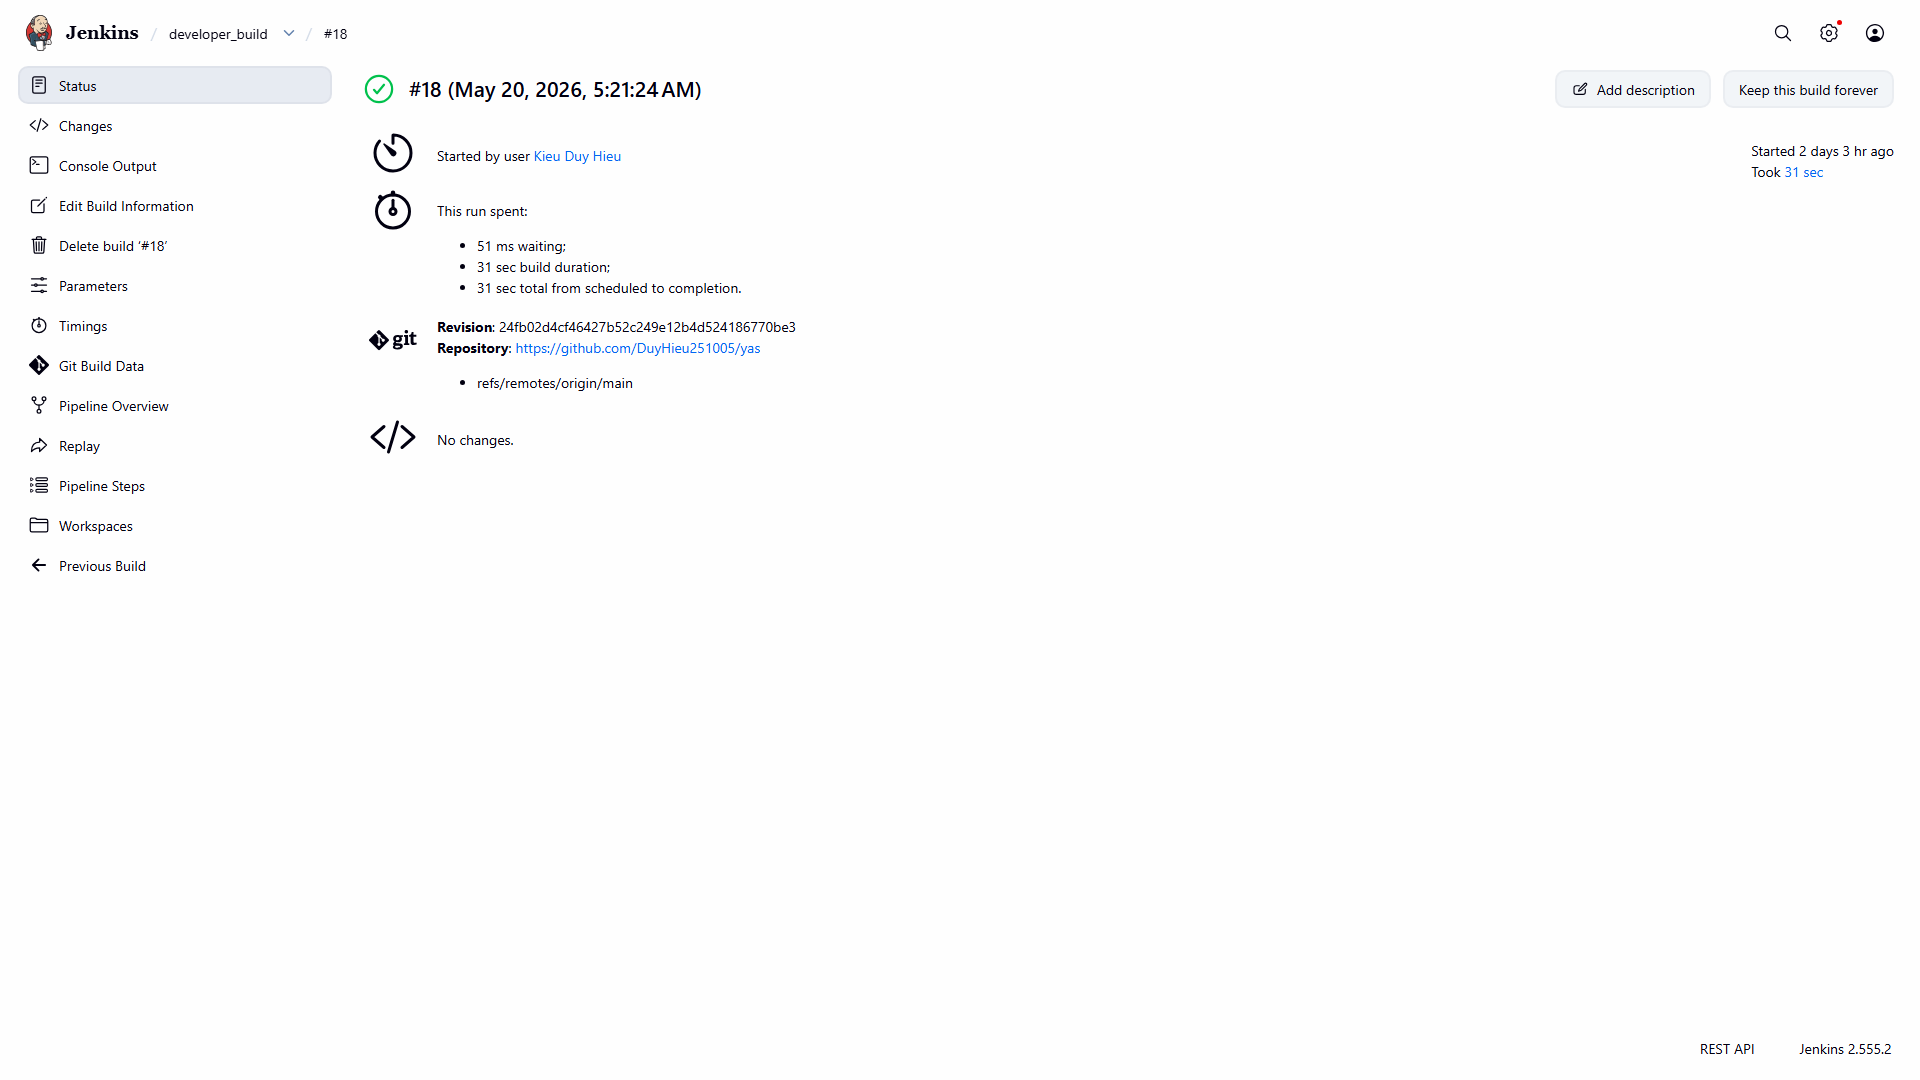 Jenkins / developer_build / #18
Status
Changes
Console Output
Edit Build Information
Delete build ‘#18’
Parameters
Timings
Git Build Data
Pipeline Overview
Replay
Pipeline Steps
Workspaces
Previous Build
#18 (May 20, 2026, 5:21:24 AM)
Add description
Keep this build forever
Started by user Kieu Duy Hieu
Started 2 days 3 hr ago
Took 31 sec
This run spent:
51 ms waiting;
31 sec build duration;
31 sec total from scheduled to completion.
git
Revision: 24fb02d4cf46427b52c249e12b4d524186770be3
Repository: https://github.com/DuyHieu251005/yas
refs/remotes/origin/main
No changes.
REST API
Jenkins 2.555.2